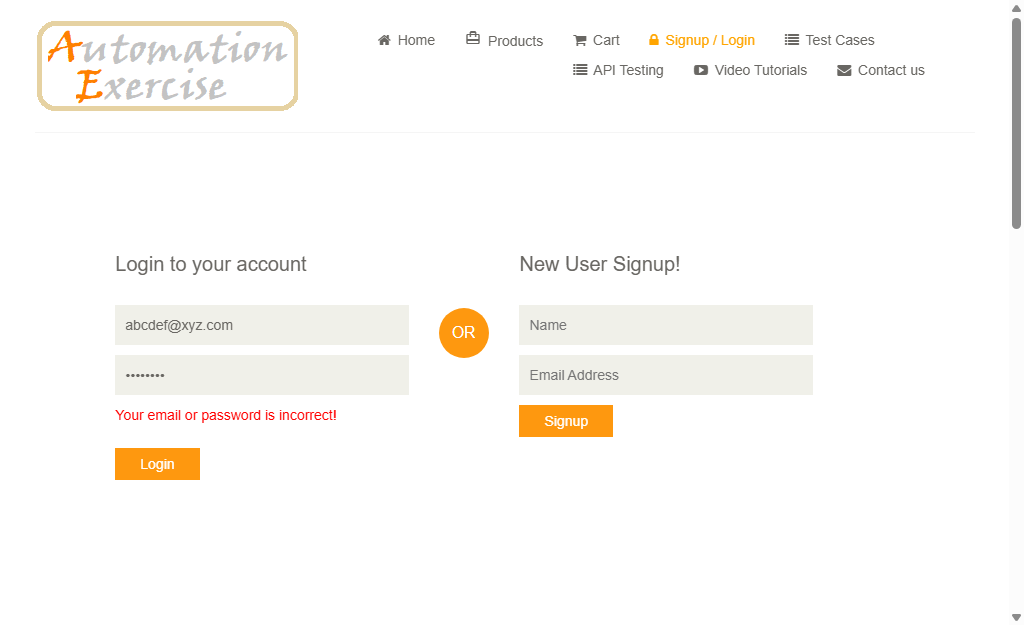 Automation
Exercise
Home
Products
Cart
Signup / Login
Test Cases
API Testing
Video Tutorials
Contact us
Login to your account
abcdef@xyz.com
••••••••
Your email or password is incorrect!
Login
OR
New User Signup!
Name
Email Address
Signup